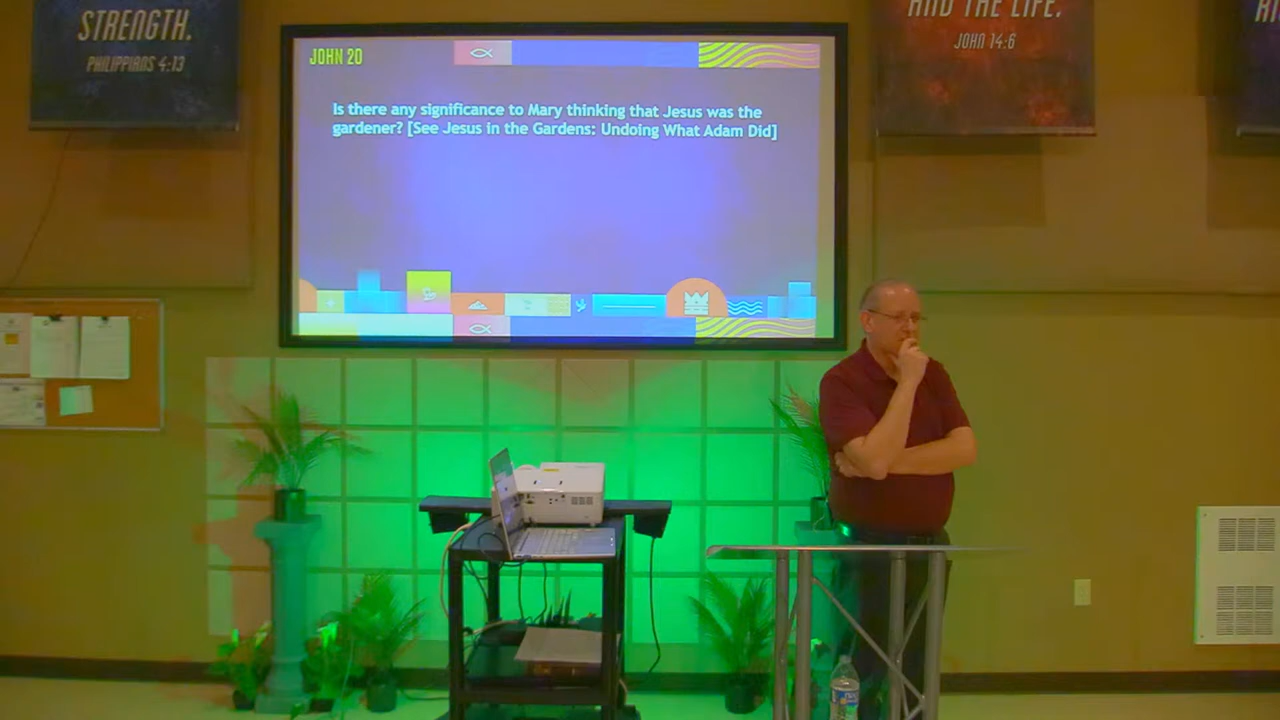 STRENGTH.
PHILIPPIANS 4:13
AND THE LIFE.
JOHN 14:6
JOHN 20
Is there any significance to Mary thinking that Jesus was the
gardener? [See Jesus in the Gardens: Undoing What Adam Did]